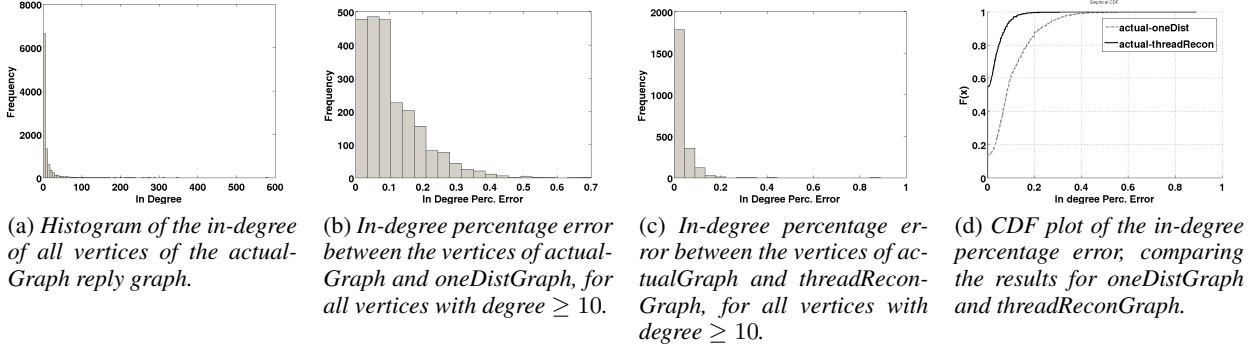 8000
6000
4000
2000
0
Frequency
0 100 200 300 400 500 600
In Degree
500
400
300
200
100
0
Frequency
0 0.1 0.2 0.3 0.4 0.5 0.6 0.7
In Degree Perc. Error
2000
1500
1000
500
0
Frequency
0 0.2 0.4 0.6 0.8 1
In Degree Perc. Error
Empirical CDF
1
0.8
0.6
0.4
0.2
0
F(x)
actual-oneDist
actual-threadRecon
0 0.2 0.4 0.6 0.8 1
In degree Perc. Error
(a) Histogram of the in-degree
of all vertices of the actual-
Graph reply graph.
(b) In-degree percentage error
between the vertices of actual-
Graph and oneDistGraph, for
all vertices with degree ≥ 10.
(c) In-degree percentage er-
ror between the vertices of ac-
tualGraph and threadRecon-
Graph, for all vertices with
degree ≥ 10.
(d) CDF plot of the in-degree
percentage error, comparing
the results for oneDistGraph
and threadReconGraph.